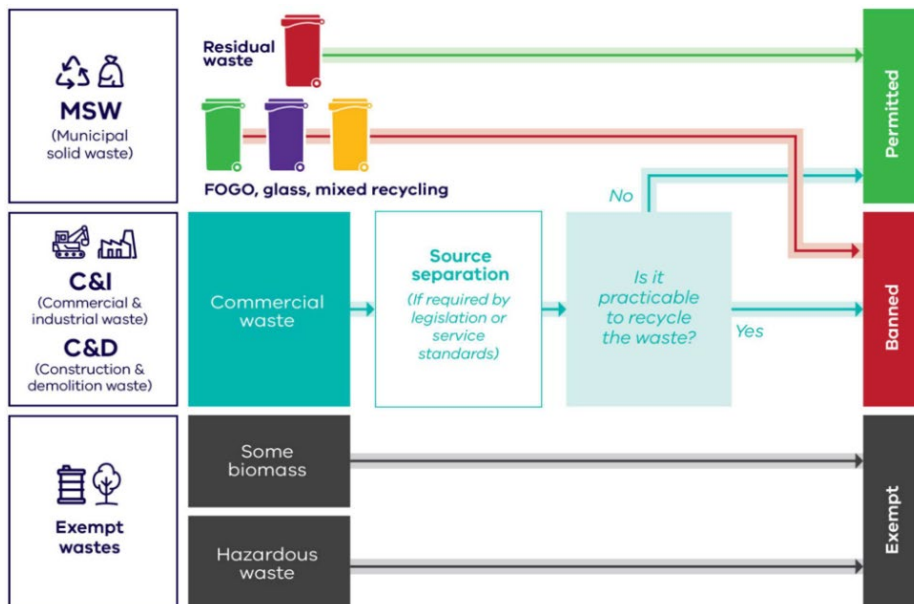 MSW
(Municipal
solid waste)
Residual
waste
FOGO, glass, mixed recycling
Permitted
C&I
(Commercial &
industrial waste)
C&D
(Construction &
demolition waste)
Commercial
waste
Source
separation
(If required by
legislation or
service
standards)
Is it
practicable
to recycle
the waste?
No
Yes
Banned
Exempt
wastes
Some
biomass
Hazardous
waste
Exempt